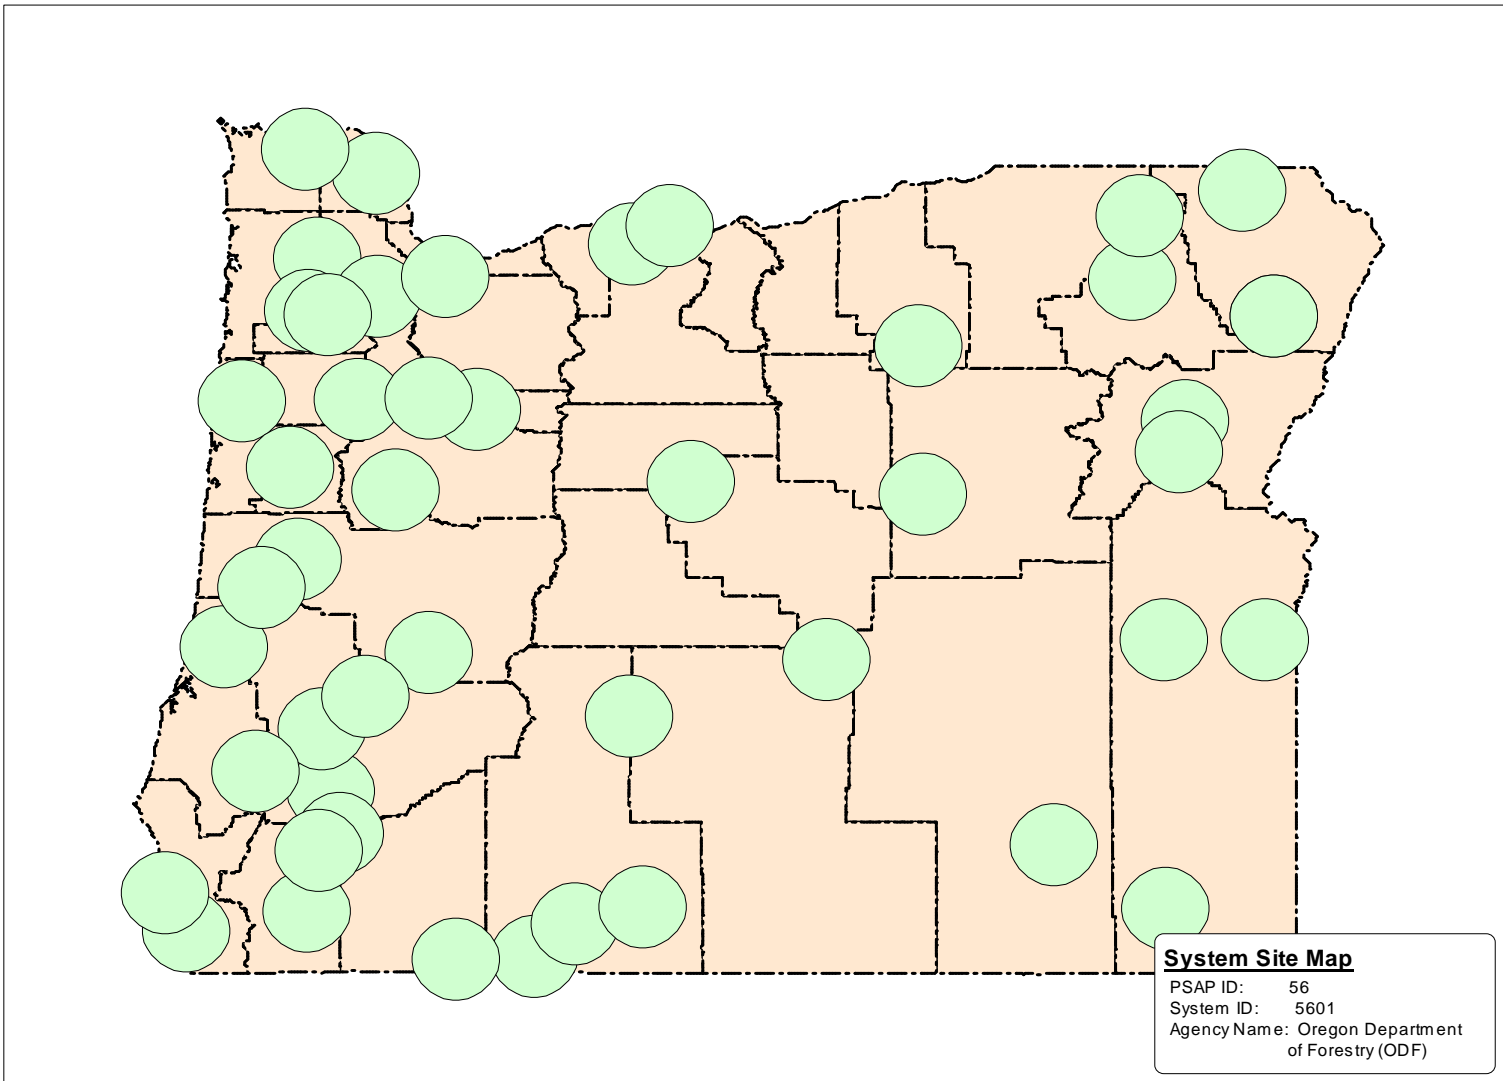 System Site Map
PSAP ID: 56
System ID: 5601
Agency Name: Oregon Department
of Forestry (ODF)